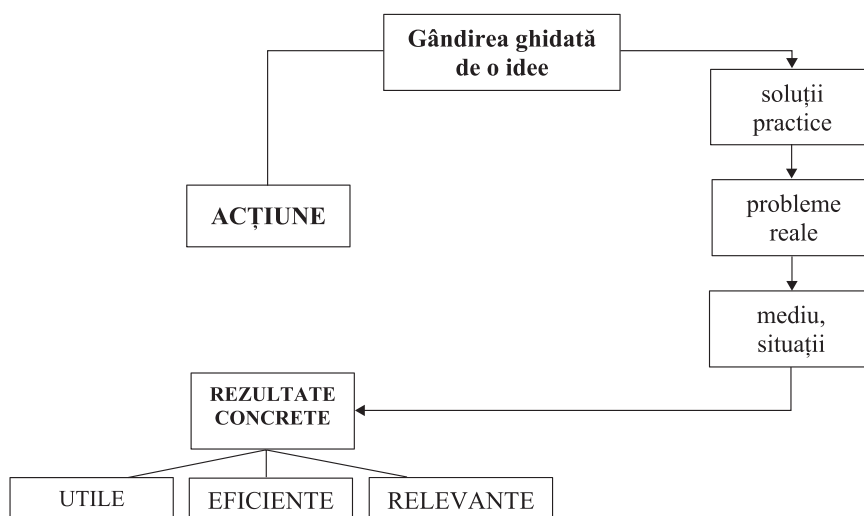 Gândirea ghidată
de o idee
soluții
practice
ACȚIUNE
probleme
reale
mediu,
situații
REZULTATE
CONCRETE
UTILE
EFICIENTE
RELEVANTE